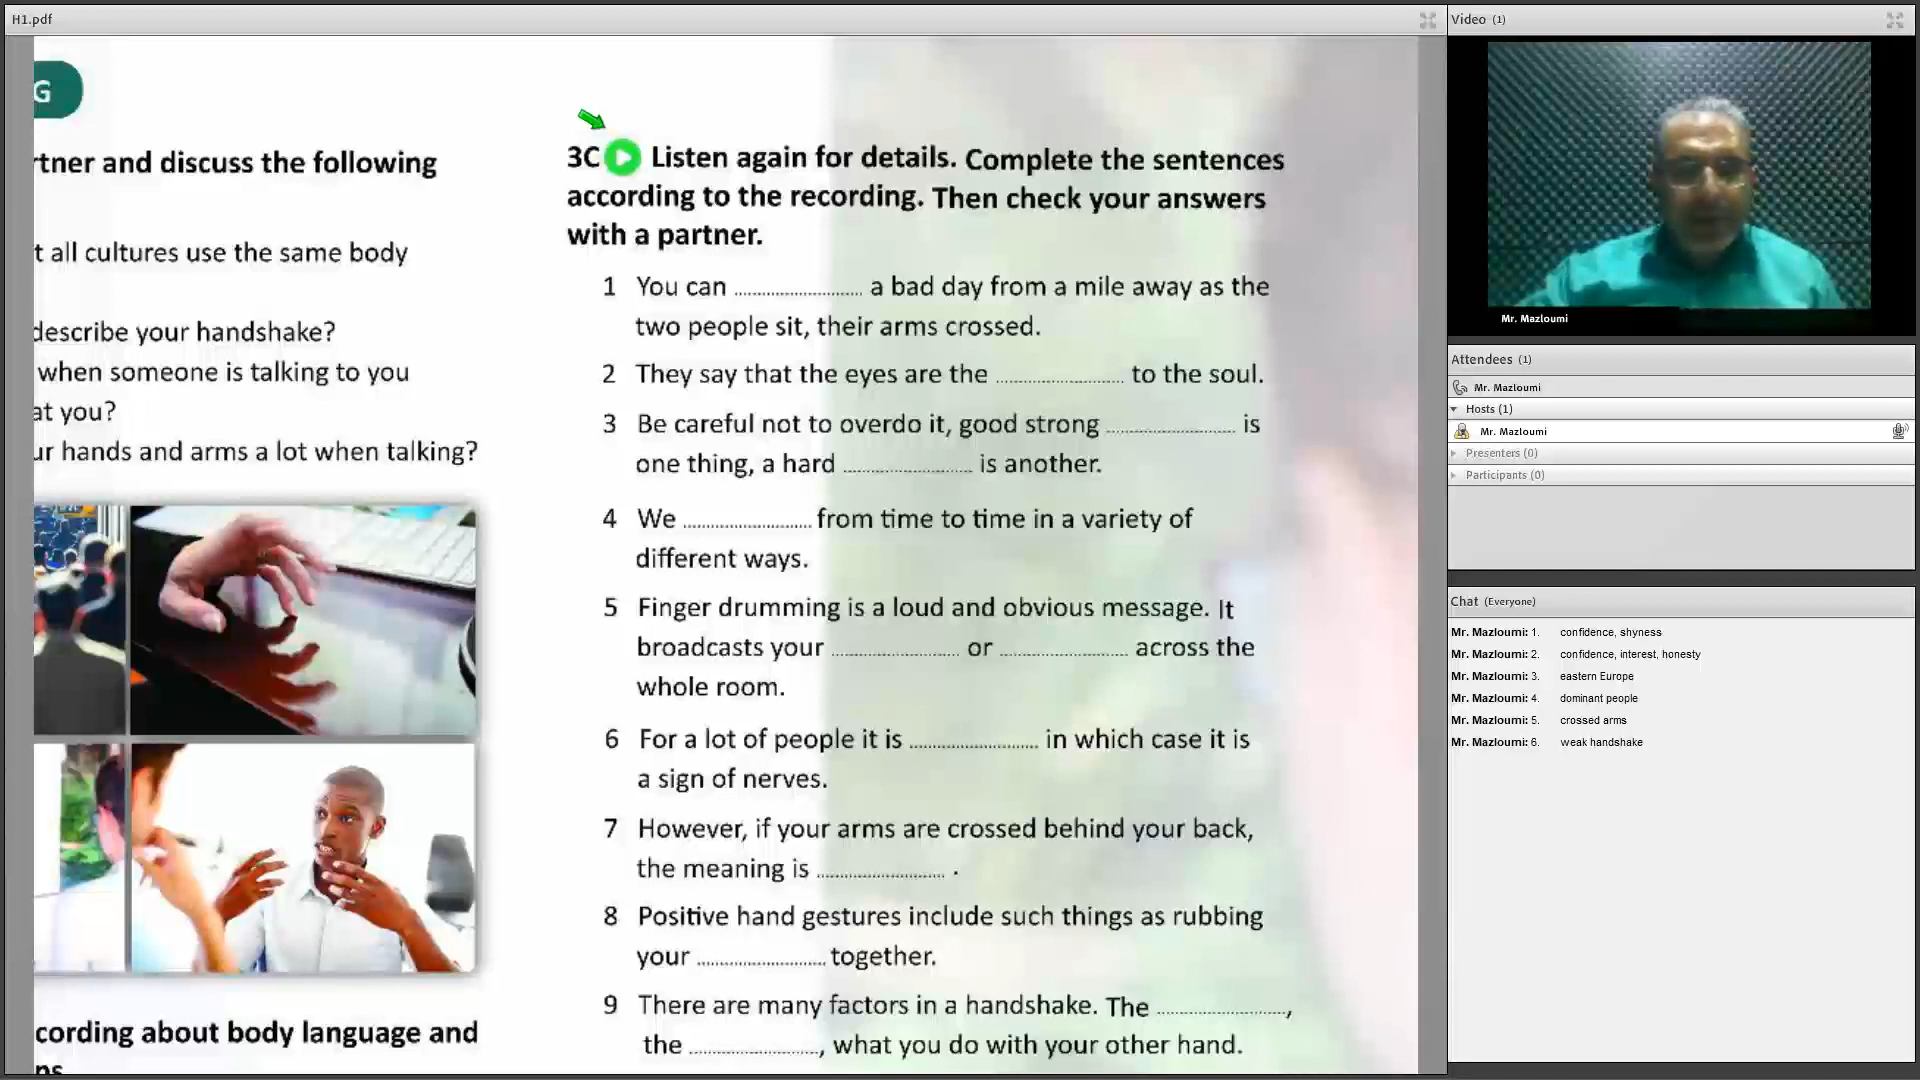 H1.pdf
G
rtner and discuss the following
t all cultures use the same body
describe your handshake?
when someone is talking to you
at you?
ur hands and arms a lot when talking?
cording about body language and
ns
3C Listen again for details. Complete the sentences
according to the recording. Then check your answers
with a partner.
1 You can ........................ a bad day from a mile away as the
two people sit, their arms crossed.
2 They say that the eyes are the ........................ to the soul.
3 Be careful not to overdo it, good strong ........................ is
one thing, a hard ........................ is another.
4 We ........................ from time to time in a variety of
different ways.
5 Finger drumming is a loud and obvious message. It
broadcasts your ........................ or ........................ across the
whole room.
6 For a lot of people it is ........................ in which case it is
a sign of nerves.
7 However, if your arms are crossed behind your back,
the meaning is ........................ .
8 Positive hand gestures include such things as rubbing
your ........................ together.
9 There are many factors in a handshake. The ........................,
the ........................, what you do with your other hand.
Video (1)
Mr. Mazloumi
Attendees (1)
Mr. Mazloumi
Hosts (1)
Mr. Mazloumi
Presenters (0)
Participants (0)
Chat (Everyone)
Mr. Mazloumi: 1. confidence, shyness
Mr. Mazloumi: 2. confidence, interest, honesty
Mr. Mazloumi: 3. eastern Europe
Mr. Mazloumi: 4. dominant people
Mr. Mazloumi: 5. crossed arms
Mr. Mazloumi: 6. weak handshake